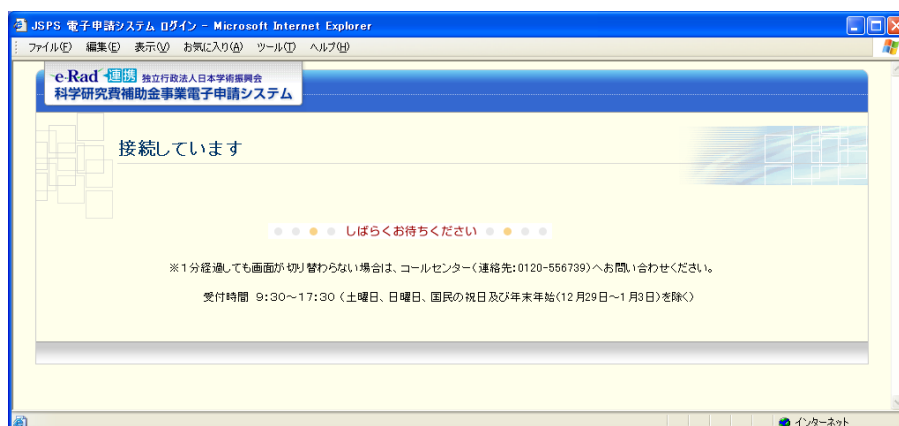 JSPS 電子申請システム ログイン - Microsoft Internet Explorer
ファイル(F) 編集(E) 表示(V) お気に入り(A) ツール(T) ヘルプ(H)
e-Rad 連携 独立行政法人日本学術振興会
科学研究費補助金事業電子申請システム
接続しています
しばらくお待ちください
※1分経過しても画面が切り替わらない場合は、コールセンター(連絡先:0120-556739)へお問い合わせください。
受付時間 9:30~17:30 (土曜日、日曜日、国民の祝日及び年末年始(12月29日~1月3日)を除く)
インターネット